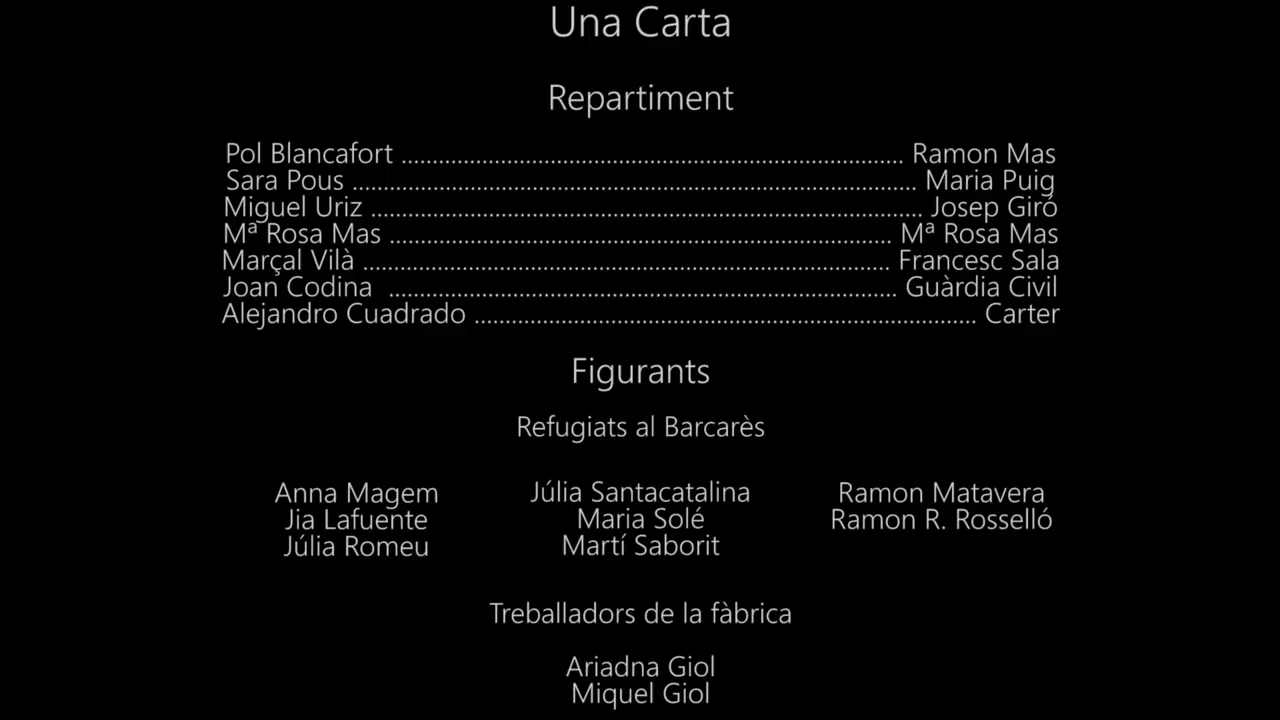 Una Carta
Repartiment
Pol Blancafort ................................................................ Ramon Mas
Sara Pous ........................................................................ Maria Puig
Miguel Uriz ...................................................................... Josep Giró
Mª Rosa Mas ................................................................ Mª Rosa Mas
Marçal Vilà ................................................................... Francesc Sala
Joan Codina ................................................................. Guàrdia Civil
Alejandro Cuadrado ................................................................ Carter
Figurants
Refugiats al Barcarès
Anna Magem Júlia Santacatalina Ramon Matavera
Jia Lafuente Maria Solé Ramon R. Rosselló
Júlia Romeu Martí Saborit
Treballadors de la fàbrica
Ariadna Giol
Miquel Giol